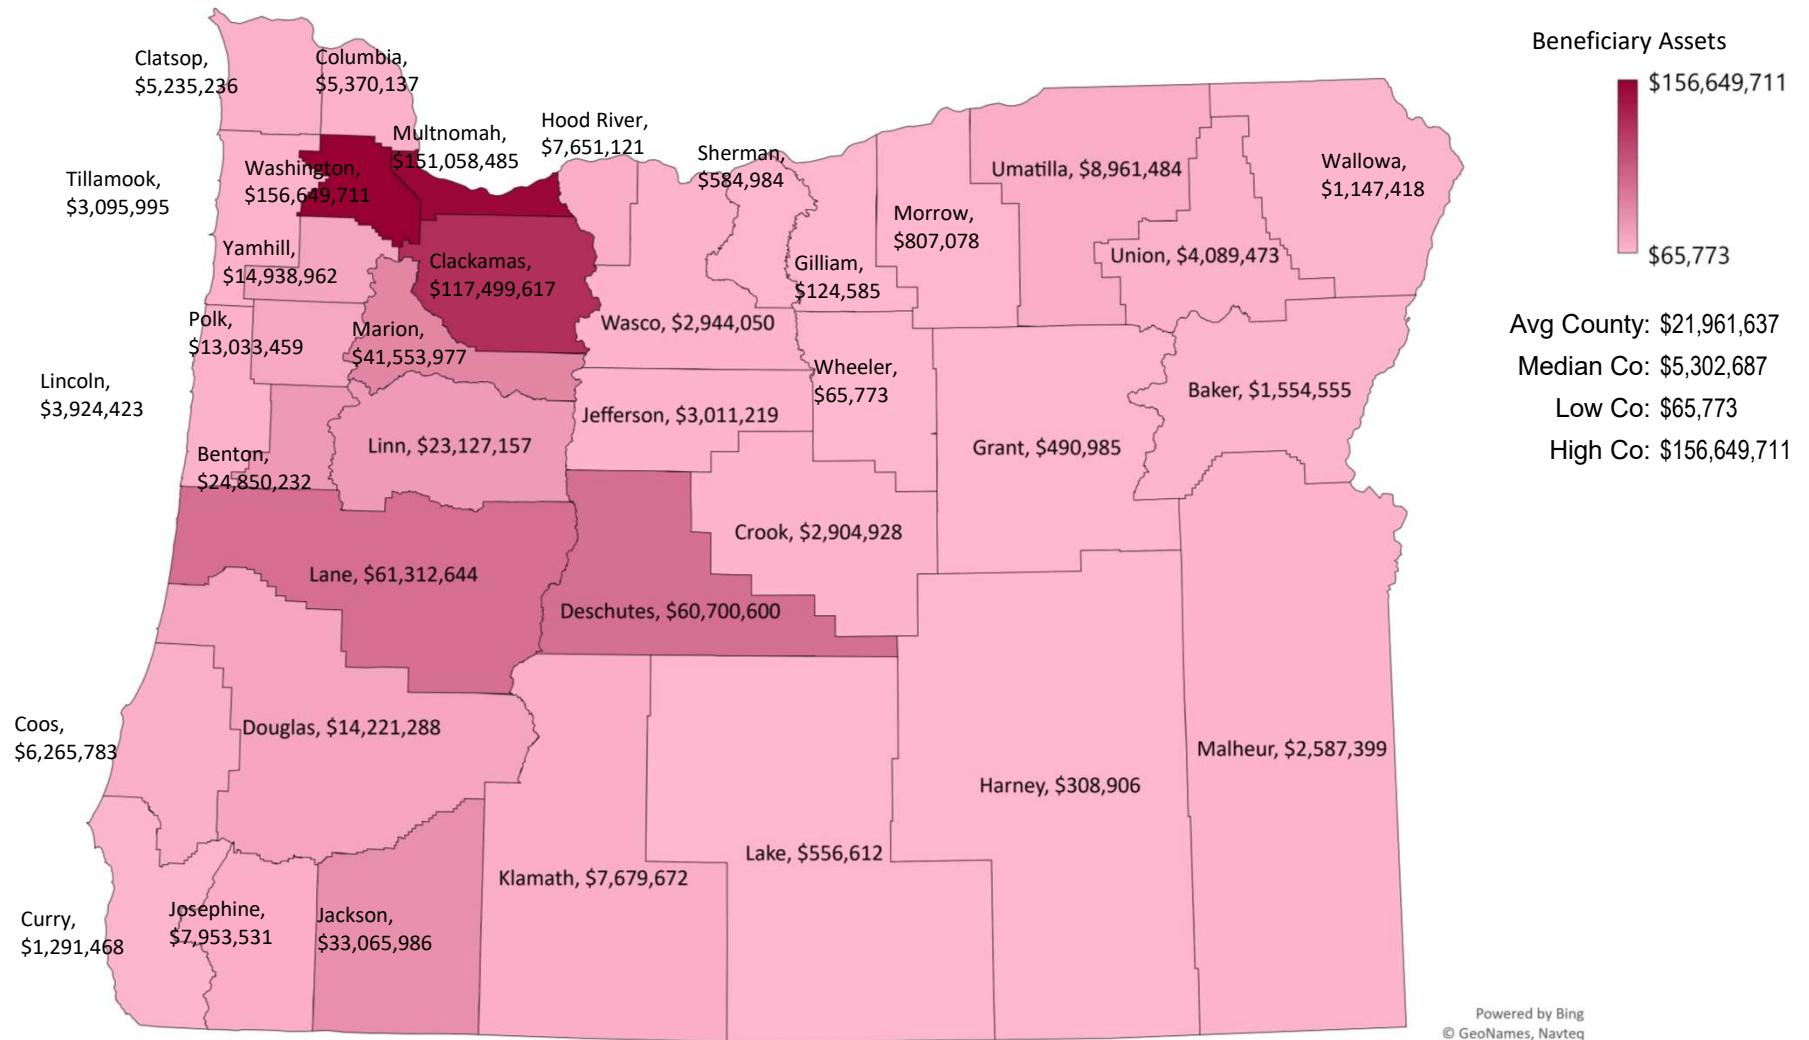 Clatsop,
$5,235,236
Columbia,
$5,370,137
Multnomah,
$151,058,485
Hood River,
$7,651,121
Sherman,
$584,984
Umatilla, $8,961,484
Wallowa,
$1,147,418
Tillamook,
$3,095,995
Washington,
$156,649,711
Morrow,
$807,078
Union, $4,089,473
Yamhill,
$14,938,962
Clackamas,
$117,499,617
Gilliam,
$124,585
Polk,
$13,033,459
Marion,
$41,553,977
Wasco, $2,944,050
Wheeler,
$65,773
Lincoln,
$3,924,423
Jefferson, $3,011,219
Baker, $1,554,555
Benton,
$24,850,232
Linn, $23,127,157
Grant, $490,985
Crook, $2,904,928
Lane, $61,312,644
Deschutes, $60,700,600
Coos,
$6,265,783
Douglas, $14,221,288
Malheur, $2,587,399
Harney, $308,906
Lake, $556,612
Klamath, $7,679,672
Curry,
$1,291,468
Josephine,
$7,953,531
Jackson,
$33,065,986
Beneficiary Assets
$156,649,711
$65,773
Avg County: $21,961,637
Median Co: $5,302,687
Low Co: $65,773
High Co: $156,649,711
Powered by Bing
© GeoNames, Navteq